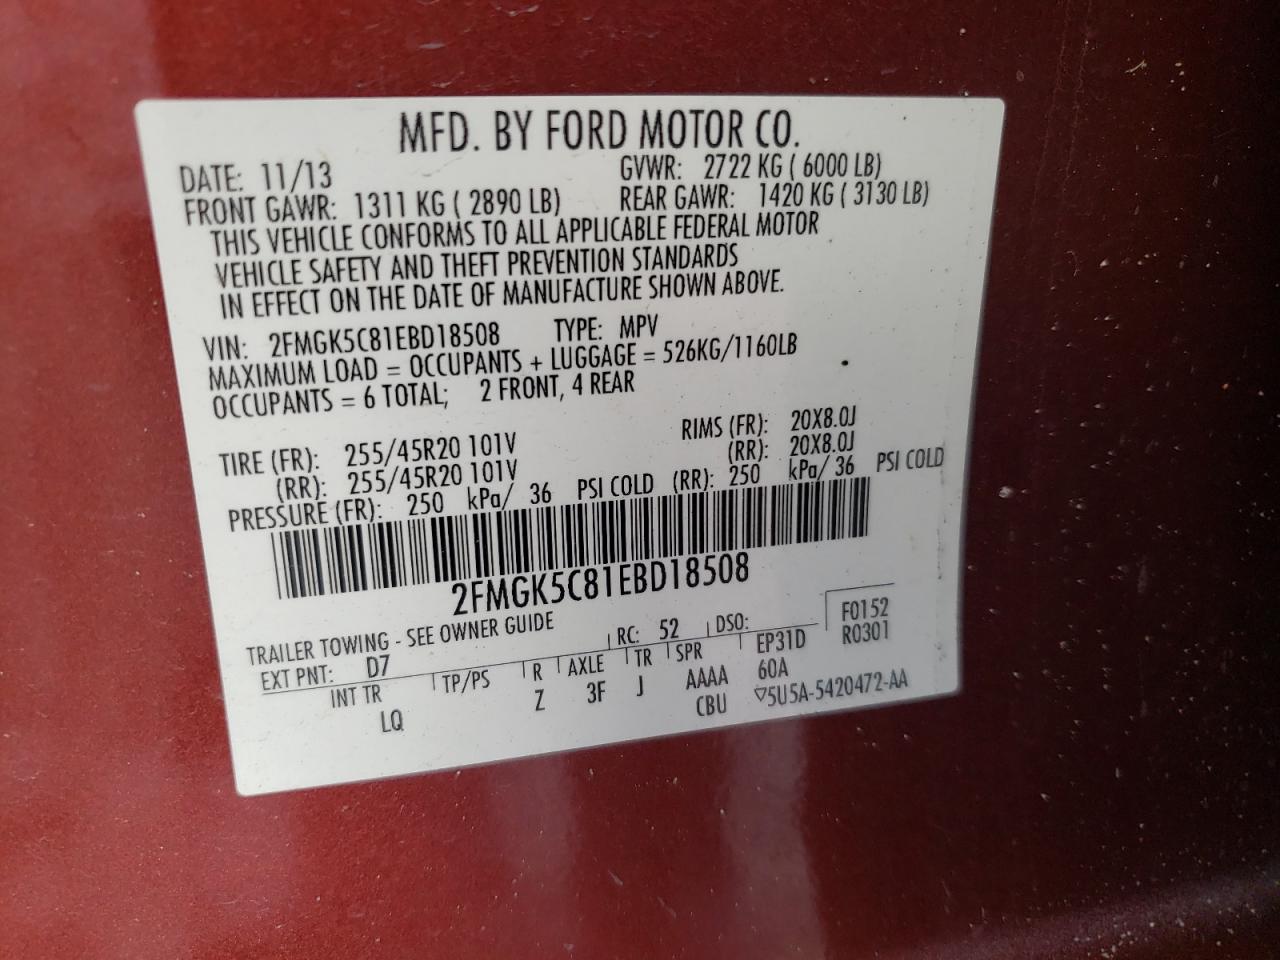 MFD. BY FORD MOTOR CO.
DATE: 11/13 GVWR: 2722 KG ( 6000 LB)
FRONT GAWR: 1311 KG ( 2890 LB) REAR GAWR: 1420 KG ( 3130 LB)
THIS VEHICLE CONFORMS TO ALL APPLICABLE FEDERAL MOTOR
VEHICLE SAFETY AND THEFT PREVENTION STANDARDS
IN EFFECT ON THE DATE OF MANUFACTURE SHOWN ABOVE.
VIN: 2FMGK5C81EBD18508 TYPE: MPV
MAXIMUM LOAD = OCCUPANTS + LUGGAGE = 526KG/1160LB
OCCUPANTS = 6 TOTAL; 2 FRONT, 4 REAR
TIRE (FR): 255/45R20 101V RIMS (FR): 20X8.0J
(RR): 255/45R20 101V (RR): 20X8.0J
PRESSURE (FR): 250 kPa/ 36 PSI COLD (RR): 250 kPa/ 36 PSI COLD
2FMGK5C81EBD18508
TRAILER TOWING - SEE OWNER GUIDE
EXT PNT: D7 RC: 52 DSO: F0152
R0301
INT TR TP/PS R AXLE TR SPR EP31D
LQ Z 3F J AAAA 60A
CBU 5U5A-5420472-AA